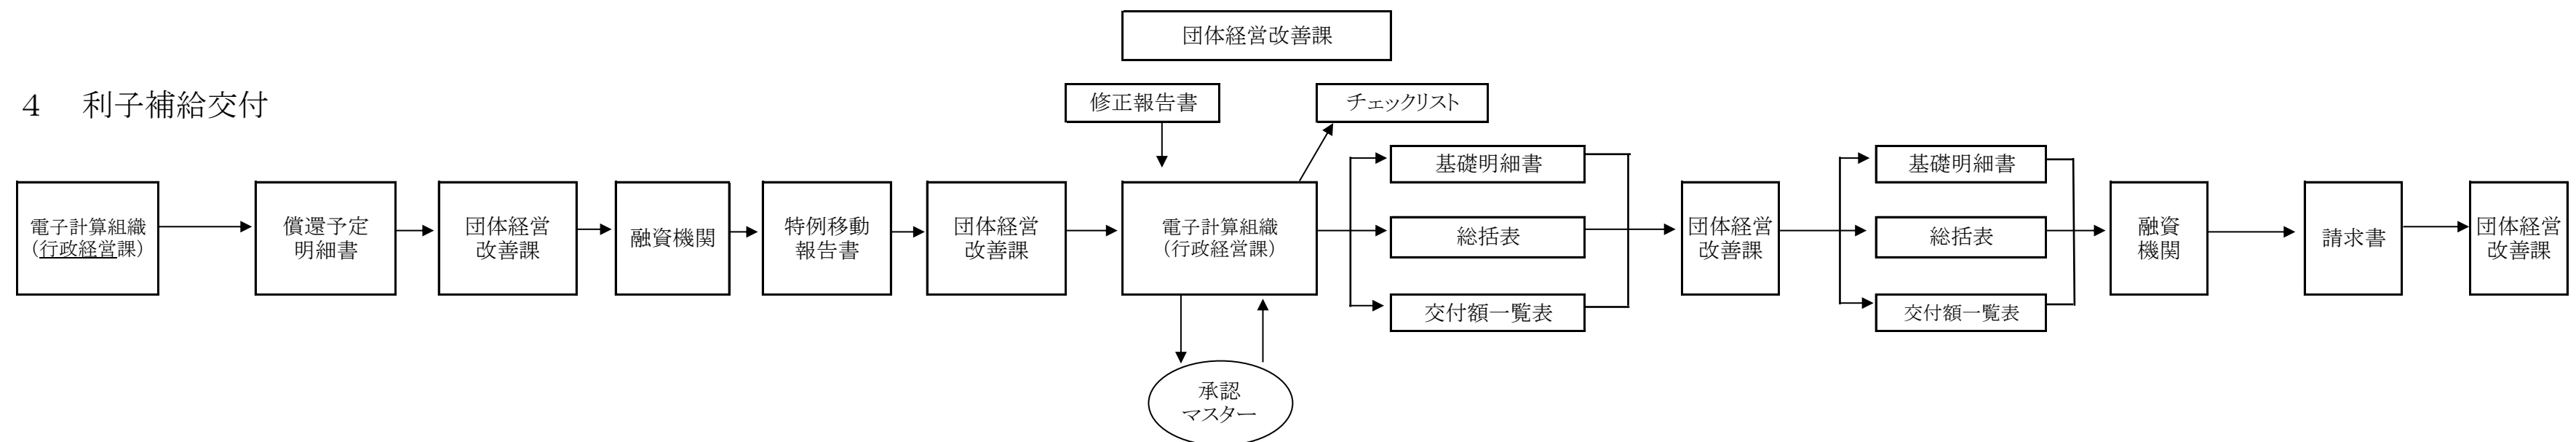 団体経営改善課
4　利子補給交付
修正報告書
チェックリスト
電子計算組織
(行政経営課)
償還予定
明細書
団体経営
改善課
融資機関
特例移動
報告書
団体経営
改善課
電子計算組織
(行政経営課)
基礎明細書
総括表
交付額一覧表
団体経営
改善課
基礎明細書
総括表
交付額一覧表
融資
機関
請求書
団体経営
改善課
承認
マスター